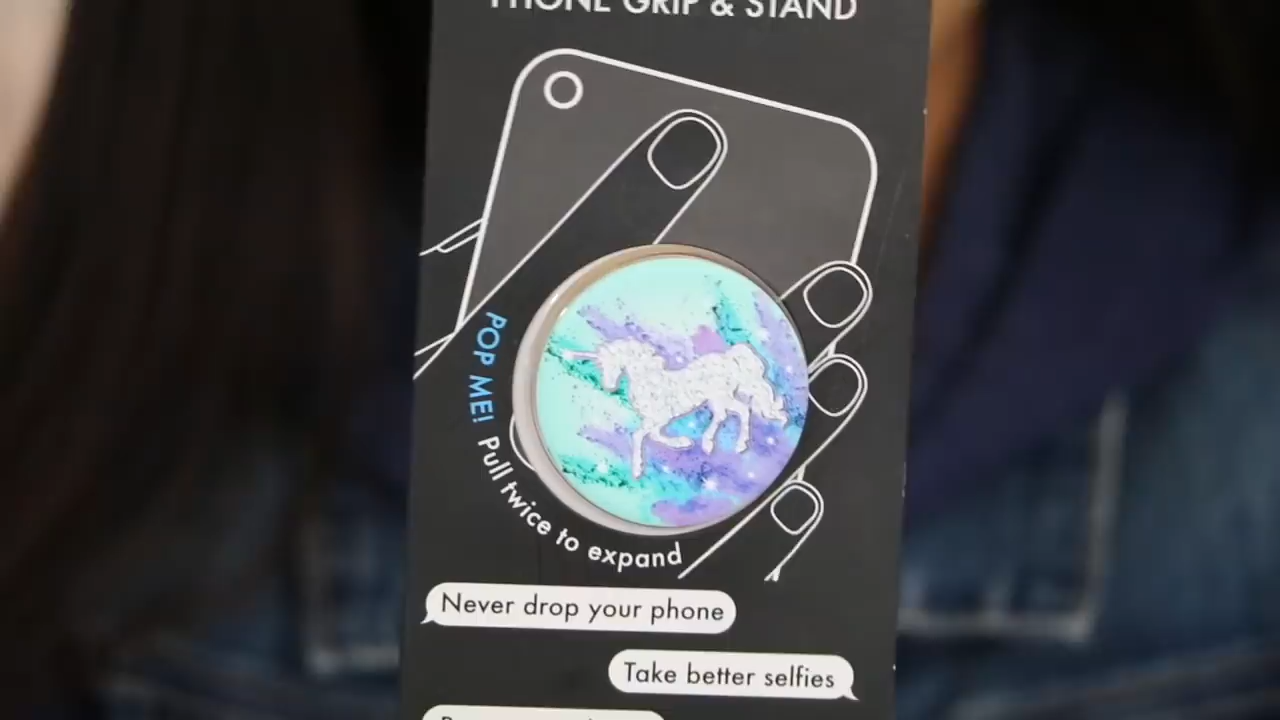 PHONE GRIP & STAND
POP ME! Pull twice to expand
Never drop your phone
Take better selfies